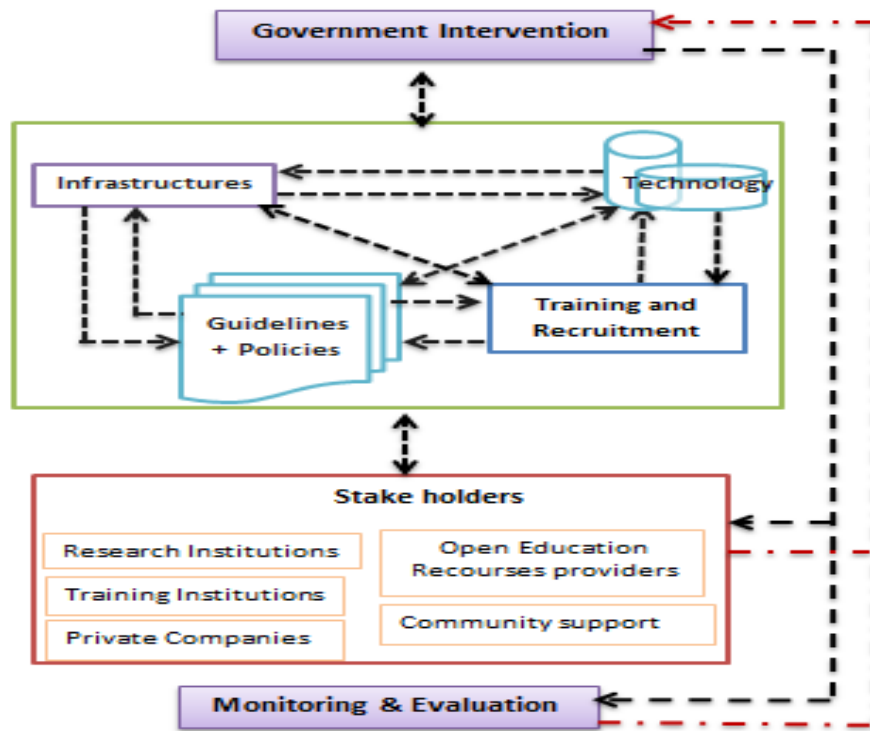 Government Intervention
Infrastructures
Technology
Guidelines
+ Policies
Training and
Recruitment
Stake holders
Research Institutions
Training Institutions
Private Companies
Open Education
Recourses providers
Community support
Monitoring & Evaluation